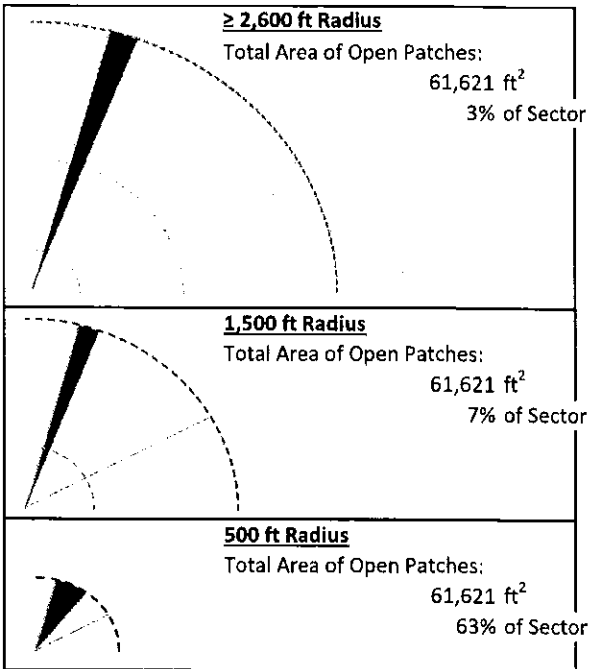 ≥ 2,600 ft Radius
Total Area of Open Patches:
61,621 ft²
3% of Sector
1,500 ft Radius
Total Area of Open Patches:
61,621 ft²
7% of Sector
500 ft Radius
Total Area of Open Patches:
61,621 ft²
63% of Sector